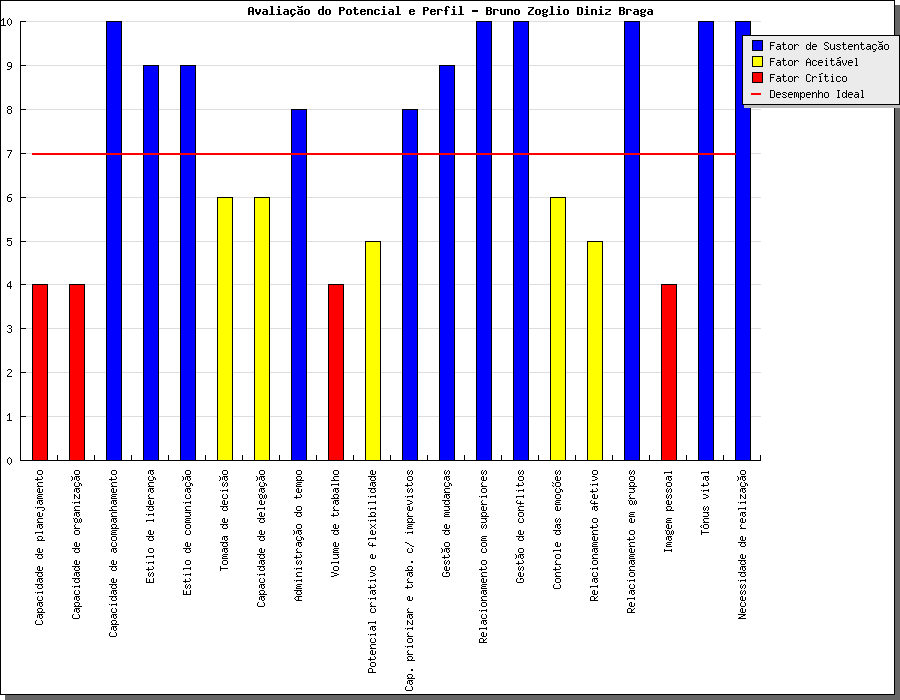 Avaliação do Potencial e Perfil - Bruno Zoglio Diniz Braga
Fator de Sustentação
Fator Aceitável
Fator Crítico
Desempenho Ideal
10
9
8
7
6
5
4
3
2
1
0
Capacidade de planejamento
Capacidade de organização
Capacidade de acompanhamento
Estilo de liderança
Estilo de comunicação
Tomada de decisão
Capacidade de delegação
Administração do tempo
Volume de trabalho
Potencial criativo e flexibilidade
Cap. priorizar e trab. c/ imprevistos
Gestão de mudanças
Relacionamento com superiores
Gestão de conflitos
Controle das emoções
Relacionamento afetivo
Relacionamento em grupos
Imagem pessoal
Tônus vital
Necessidade de realização